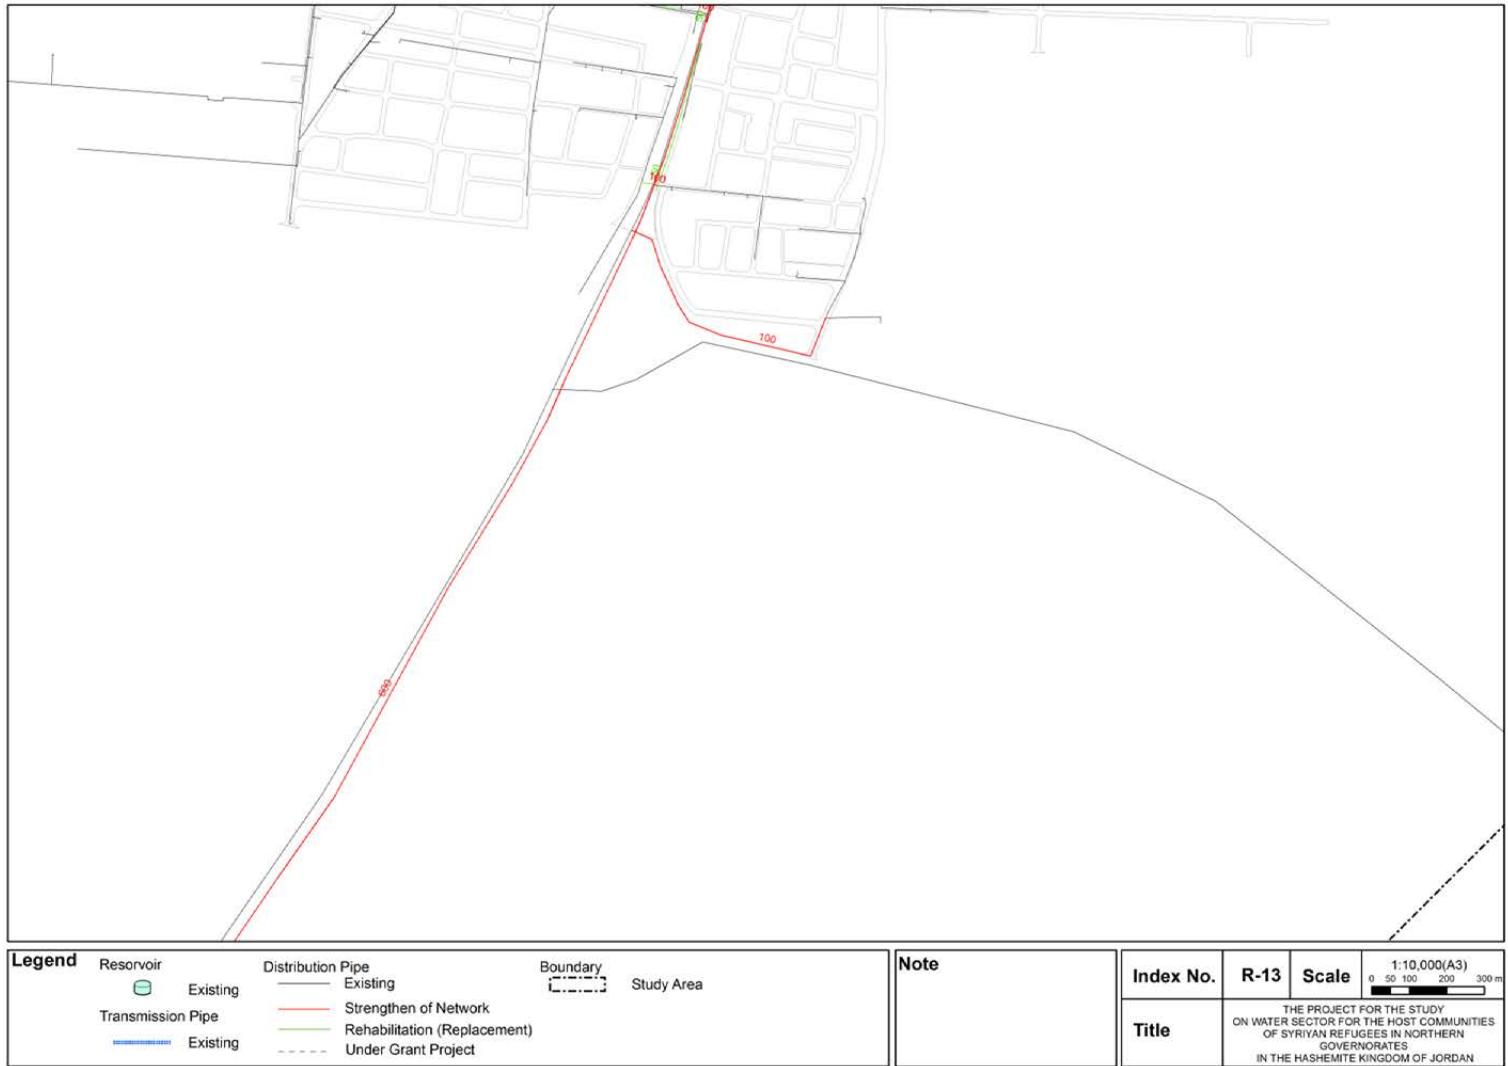 100
100
600
Legend
Resorvoir
Existing
Transmission Pipe
Existing
Distribution Pipe
Existing
Strengthen of Network
Rehabilitation (Replacement)
Under Grant Project
Boundary
Study Area
Note
Index No.
R-13
Scale
1:10,000(A3)
0 50 100 200 300 m
Title
THE PROJECT FOR THE STUDY
ON WATER SECTOR FOR THE HOST COMMUNITIES
OF SYRIYAN REFUGEES IN NORTHERN
GOVERNORATES
IN THE HASHEMITE KINGDOM OF JORDAN